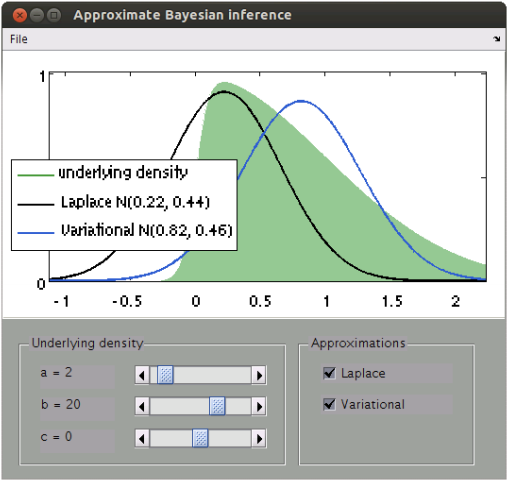 Approximate Bayesian inference
File
1
underlying density
Laplace N(0.22, 0.44)
Variational N(0.82, 0.46)
0
-1 -0.5 0 0.5 1 1.5 2
Underlying density
a = 2
b = 20
c = 0
Approximations
Laplace
Variational